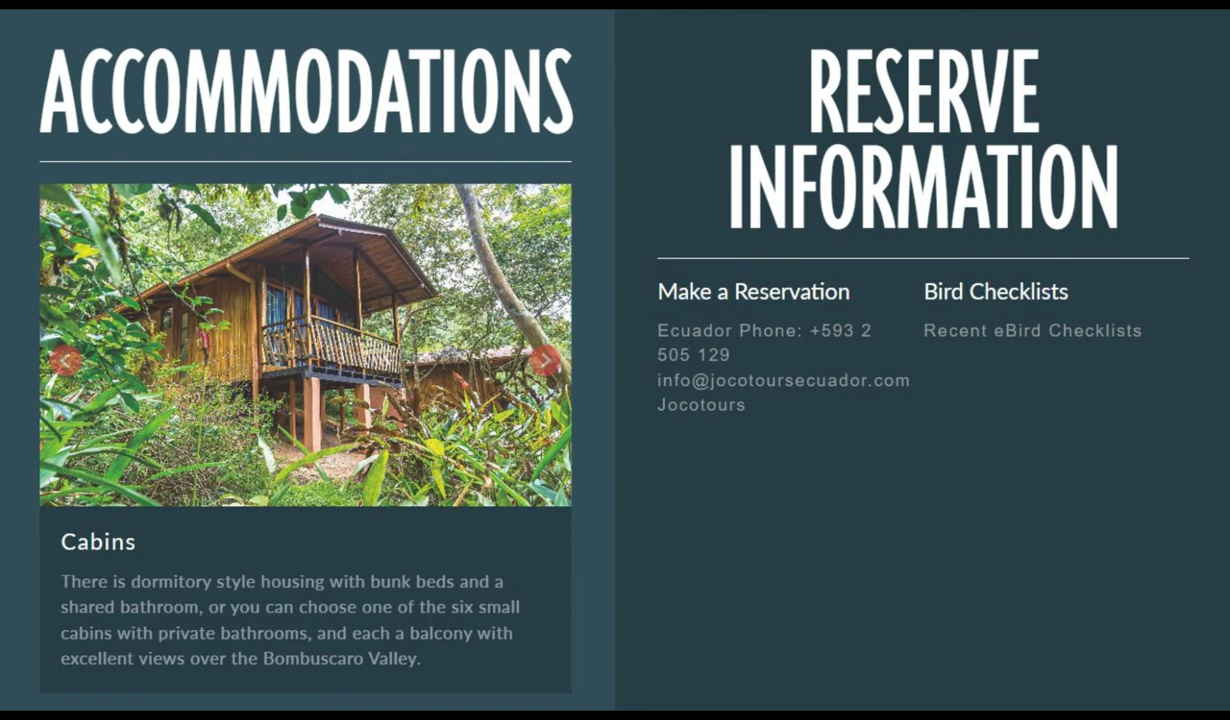 ACCOMMODATIONS
Cabins
There is dormitory style housing with bunk beds and a
shared bathroom, or you can choose one of the six small
cabins with private bathrooms, and each a balcony with
excellent views over the Bombuscaro Valley.
RESERVE
INFORMATION
Make a Reservation
Ecuador Phone: +593 2
505 129
info@jocotoursecuador.com
Jocotours
Bird Checklists
Recent eBird Checklists